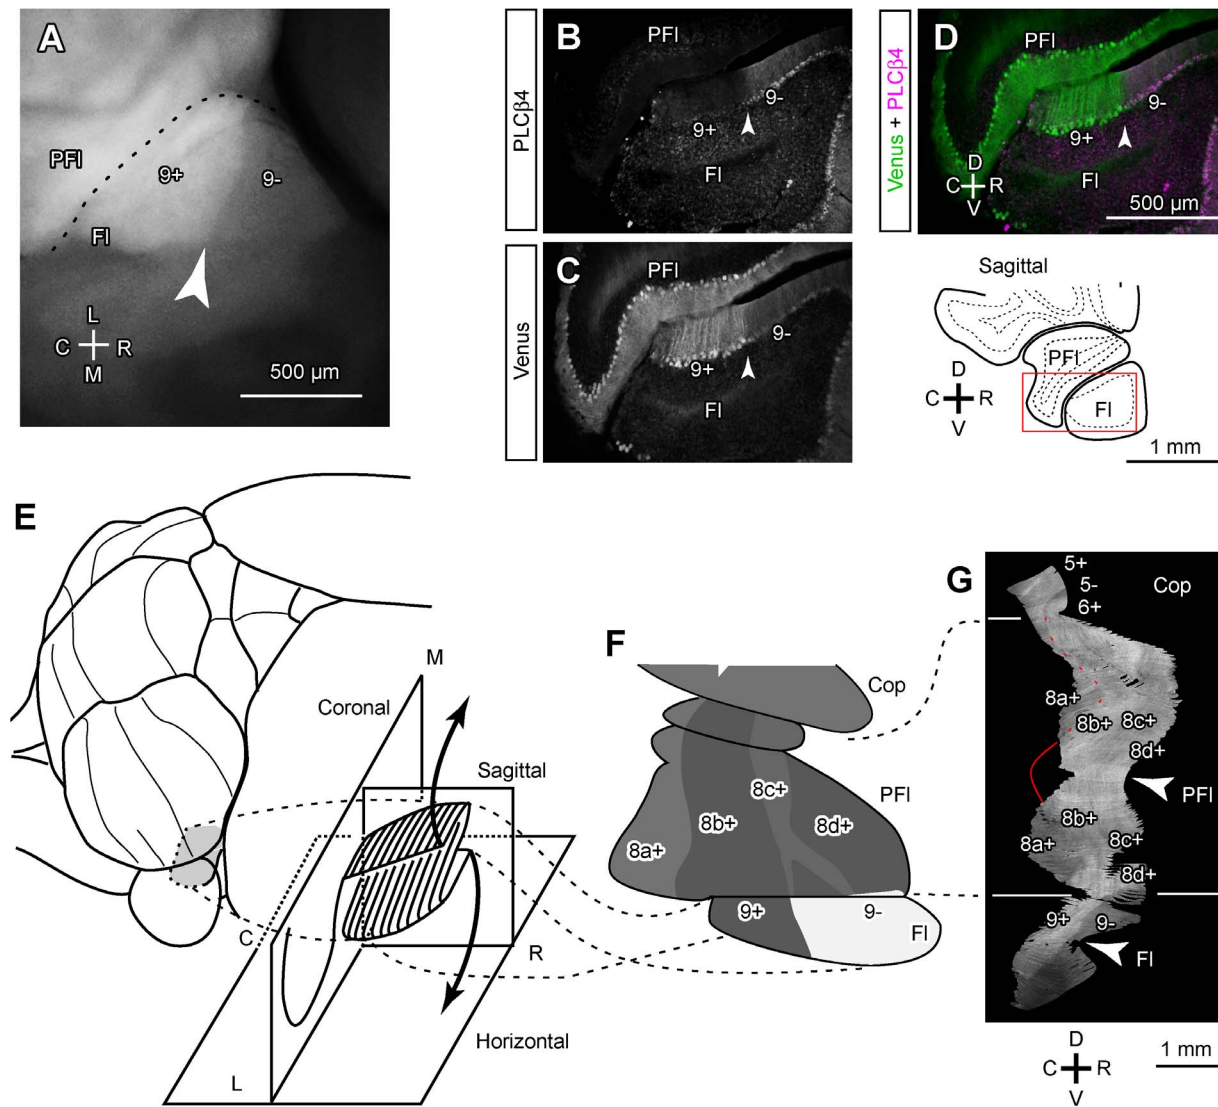 A
PFl
9+
9-
Fl
L
C
R
M
500 µm
PLCβ4
B
PFl
9-
9+
Fl
Venus
C
PFl
9-
9+
Fl
Venus + PLCβ4
D
PFl
9-
9+
Fl
D
C
R
V
500 µm
Sagittal
PFl
D
C
R
Fl
V
1 mm
E
M
Coronal
Sagittal
C
R
Horizontal
L
F
Cop
PFl
8c+
8b+
8d+
8a+
9+
9-
Fl
G
5+
5-
Cop
6+
8a+
8b+
8c+
8d+
PFl
8b+
8a+
8c+
8d+
9+
9-
Fl
D
C
R
V
1 mm